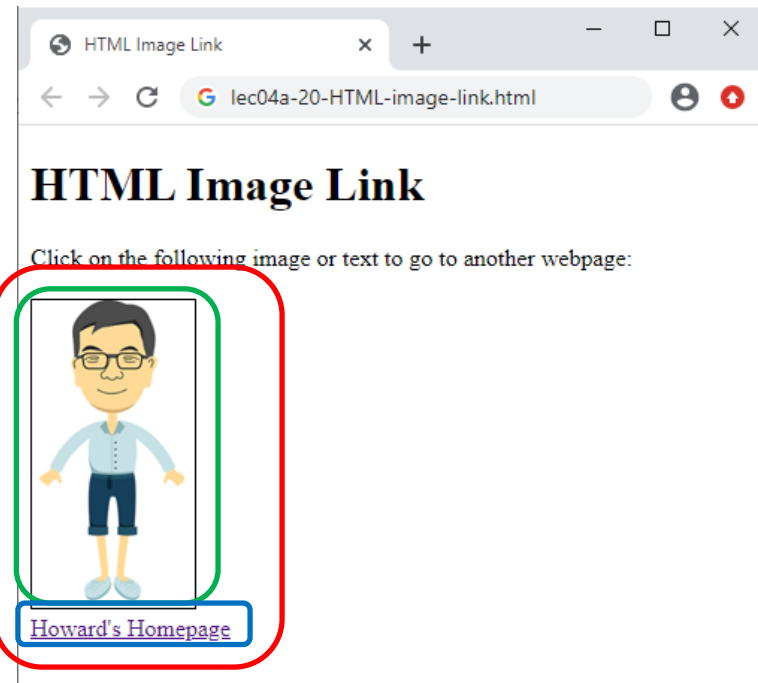 HTML Image Link
lec04a-20-HTML-image-link.html
HTML Image Link
Click on the following image or text to go to another webpage:
Howard's Homepage